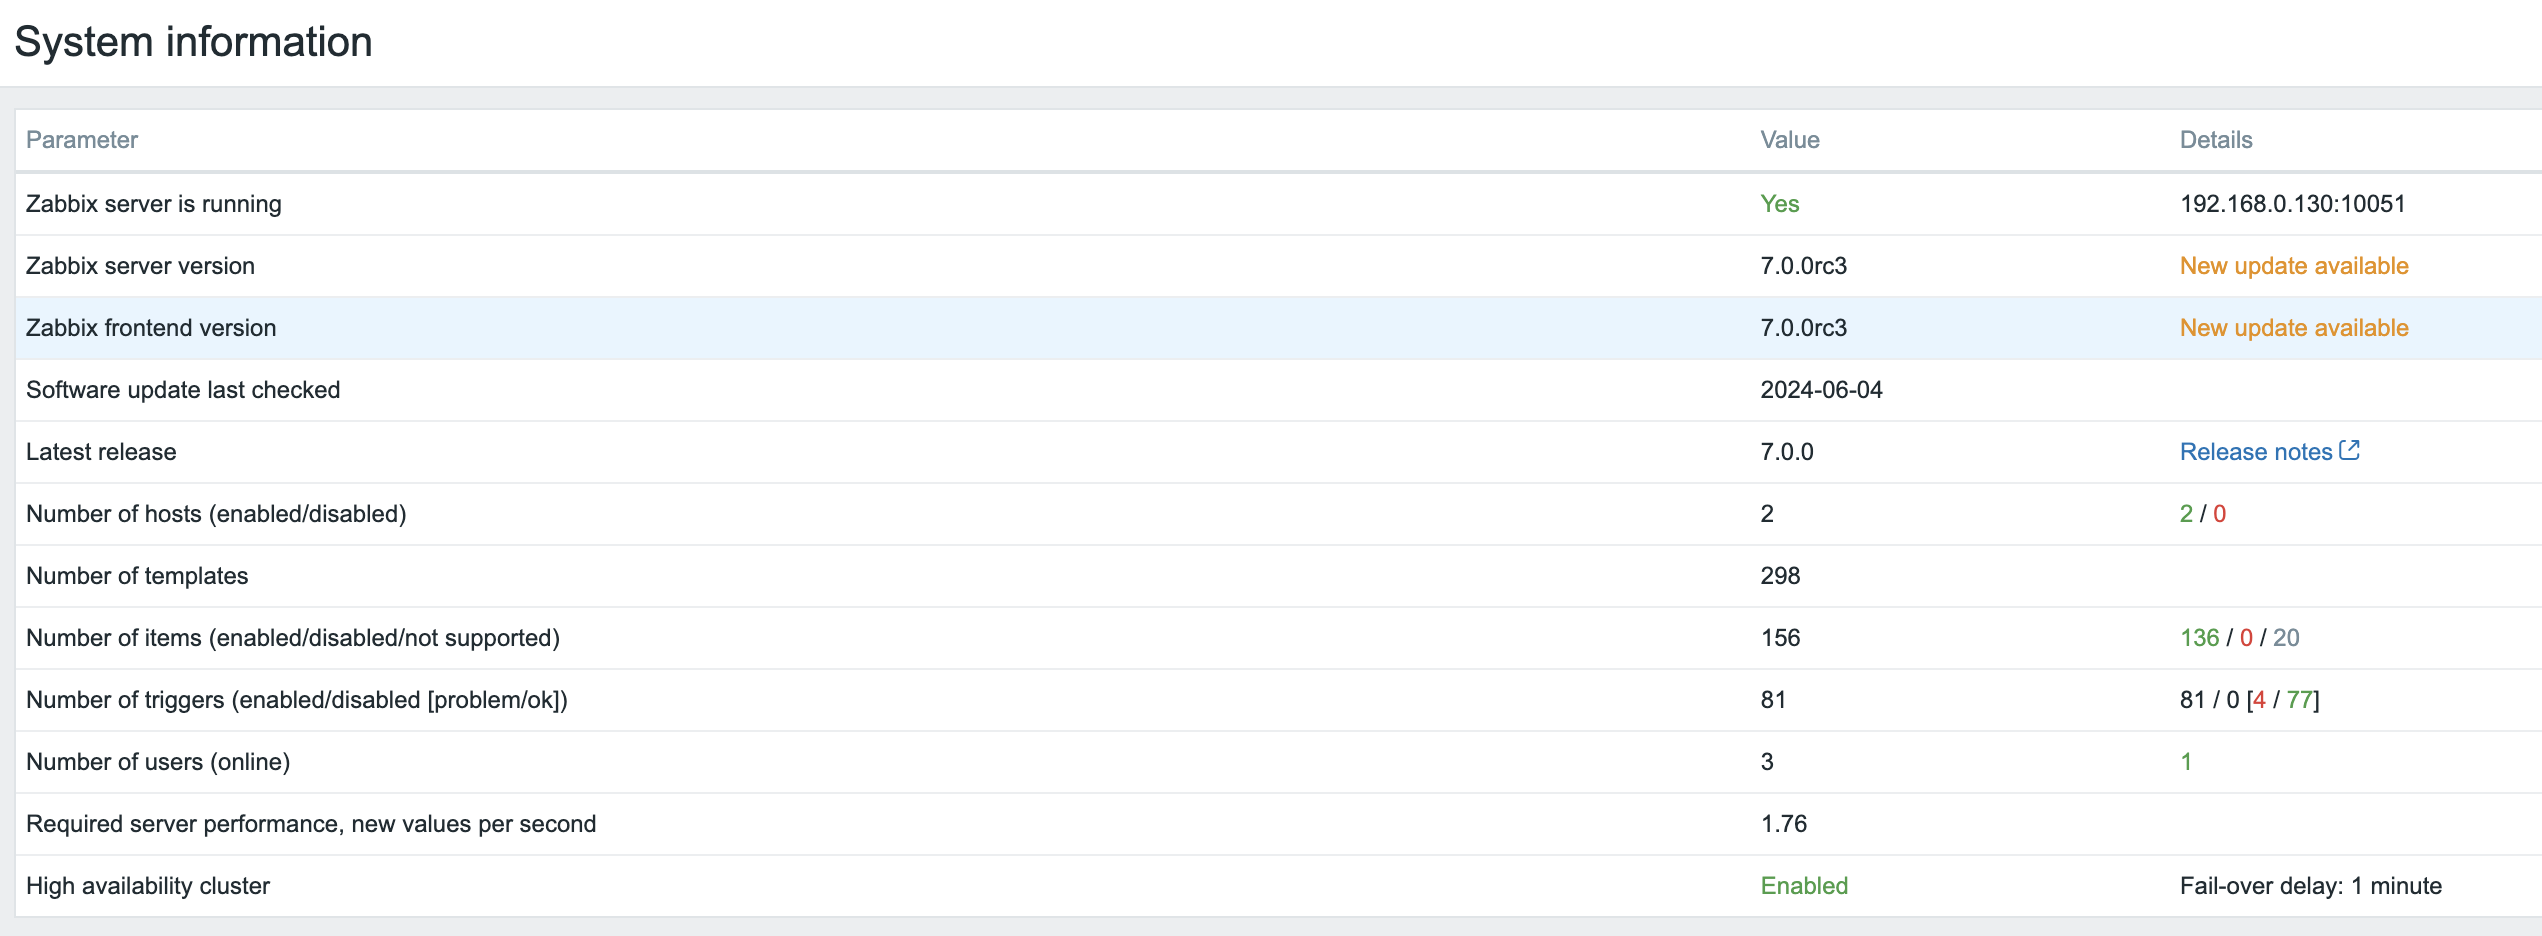 System information
Parameter Value Details
Zabbix server is running Yes 192.168.0.130:10051
Zabbix server version 7.0.0rc3 New update available
Zabbix frontend version 7.0.0rc3 New update available
Software update last checked 2024-06-04
Latest release 7.0.0 Release notes
Number of hosts (enabled/disabled) 2 2 / 0
Number of templates 298
Number of items (enabled/disabled/not supported) 156 136 / 0 / 20
Number of triggers (enabled/disabled [problem/ok]) 81 81 / 0 [4 / 77]
Number of users (online) 3 1
Required server performance, new values per second 1.76
High availability cluster Enabled Fail-over delay: 1 minute